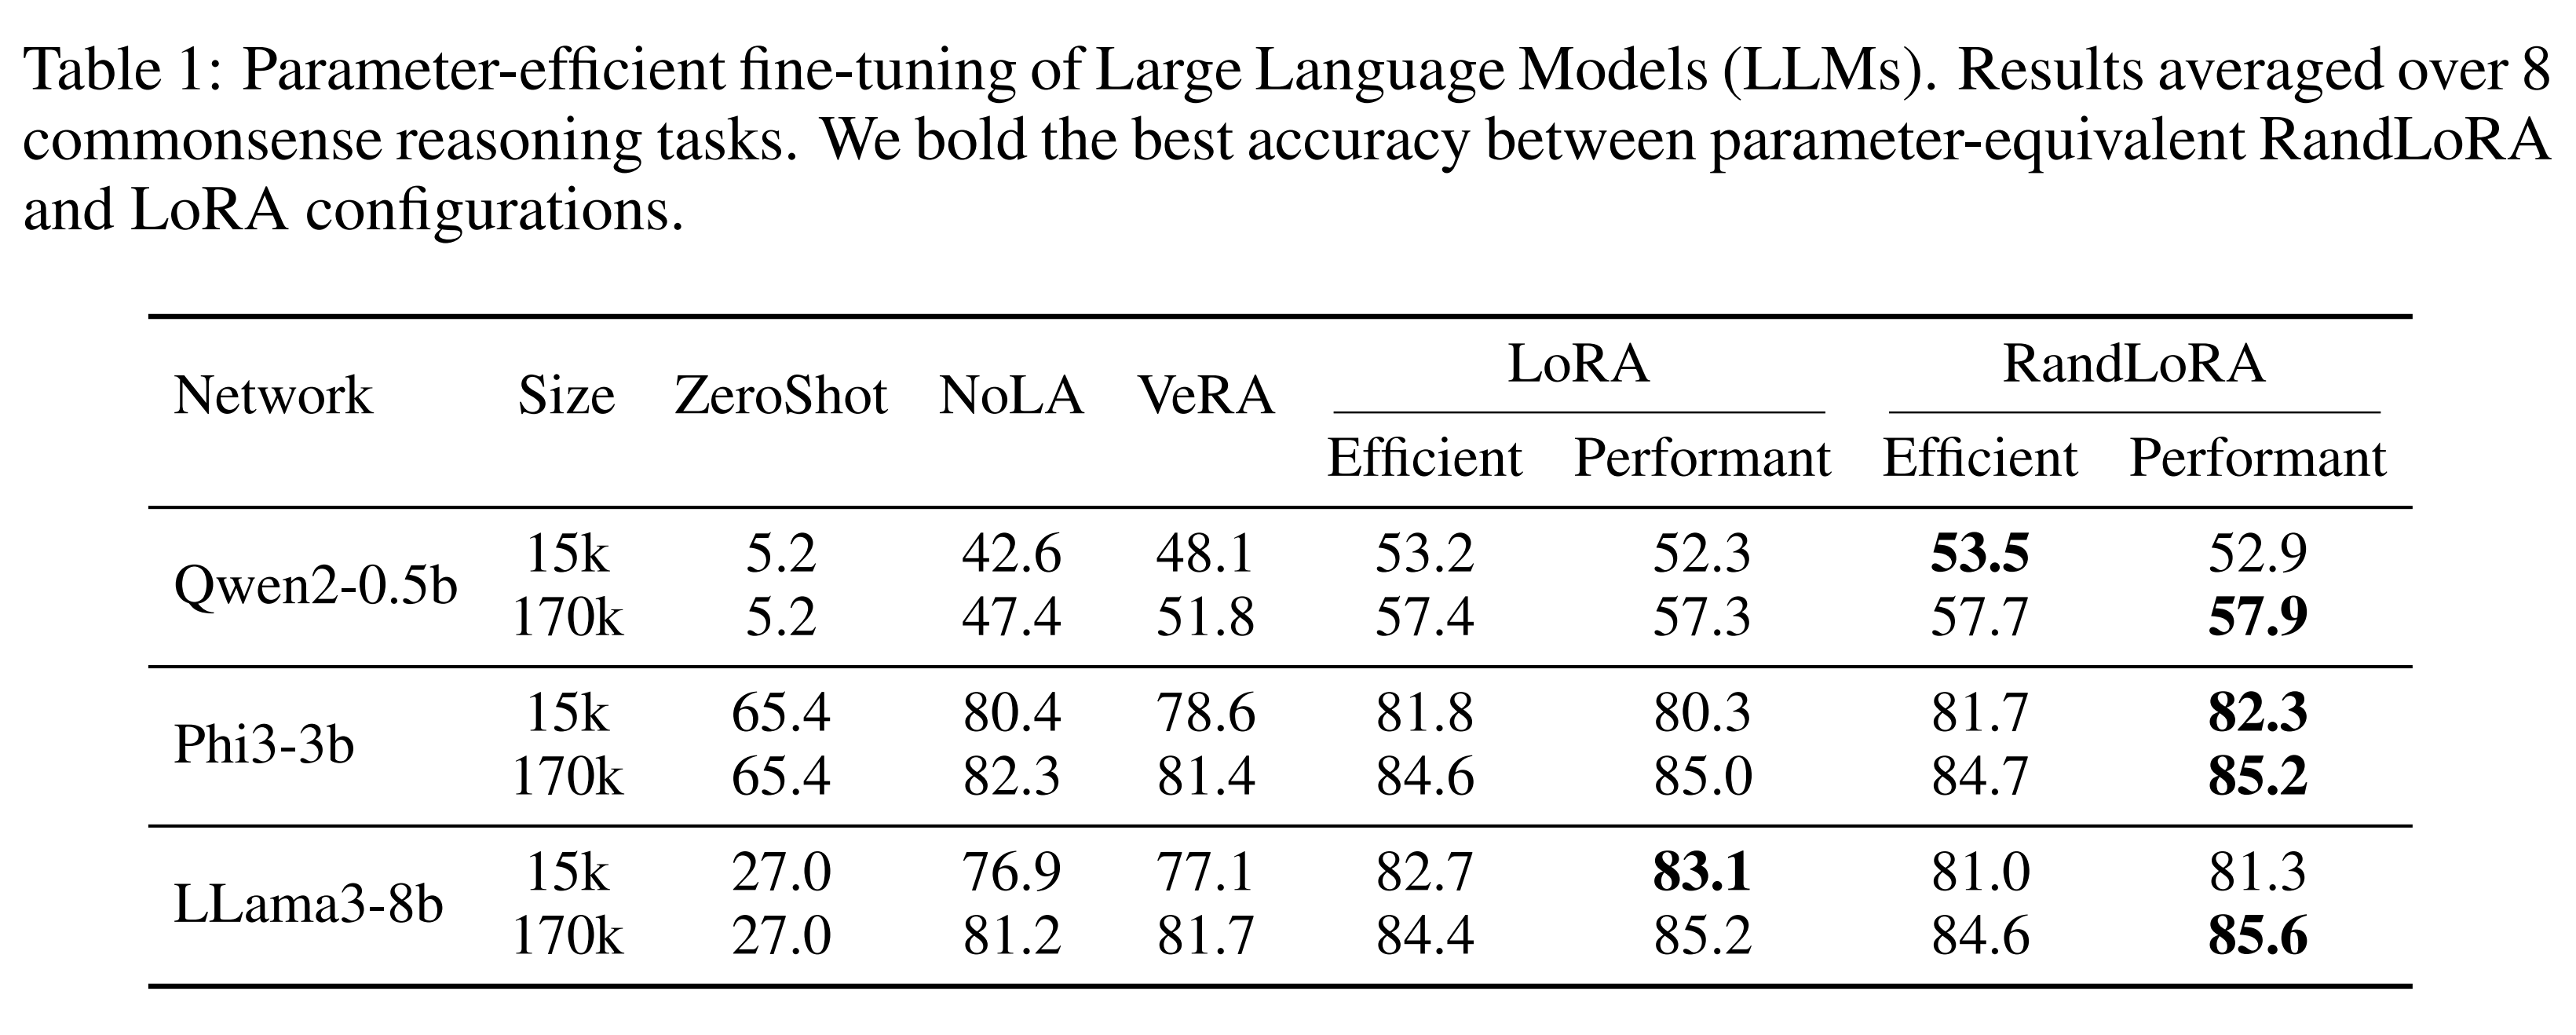 Table 1: Parameter-efficient fine-tuning of Large Language Models (LLMs). Results averaged over 8
commonsense reasoning tasks. We bold the best accuracy between parameter-equivalent RandLoRA
and LoRA configurations.
Network Size ZeroShot NoLA VeRA LoRA RandLoRA
Efficient Performant Efficient Performant
Qwen2-0.5b
15k 5.2 42.6 48.1 53.2 52.3 53.5 52.9
170k 5.2 47.4 51.8 57.4 57.3 57.7 57.9
Phi3-3b
15k 65.4 80.4 78.6 81.8 80.3 81.7 82.3
170k 65.4 82.3 81.4 84.6 85.0 84.7 85.2
LLama3-8b
15k 27.0 76.9 77.1 82.7 83.1 81.0 81.3
170k 27.0 81.2 81.7 84.4 85.2 84.6 85.6